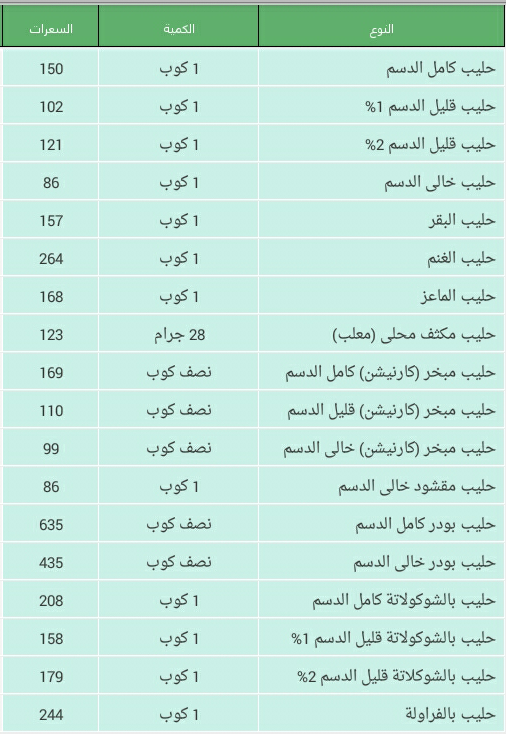 النوع الكمية السعرات
حليب كامل الدسم 1 كوب 150
حليب قليل الدسم 1% 1 كوب 102
حليب قليل الدسم 2% 1 كوب 121
حليب خالى الدسم 1 كوب 86
حليب البقر 1 كوب 157
حليب الغنم 1 كوب 264
حليب الماعز 1 كوب 168
حليب مكثف محلى (معلب) 28 جرام 123
حليب مبخر (كارنيشن) كامل الدسم نصف كوب 169
حليب مبخر (كارنيشن) قليل الدسم نصف كوب 110
حليب مبخر (كارنيشن) خالى الدسم نصف كوب 99
حليب مقشود خالى الدسم 1 كوب 86
حليب بودر كامل الدسم نصف كوب 635
حليب بودر خالى الدسم نصف كوب 435
حليب بالشوكولاتة كامل الدسم 1 كوب 208
حليب بالشوكولاتة قليل الدسم 1% 1 كوب 158
حليب بالشوكلاتة قليل الدسم 2% 1 كوب 179
حليب بالفراولة 1 كوب 244